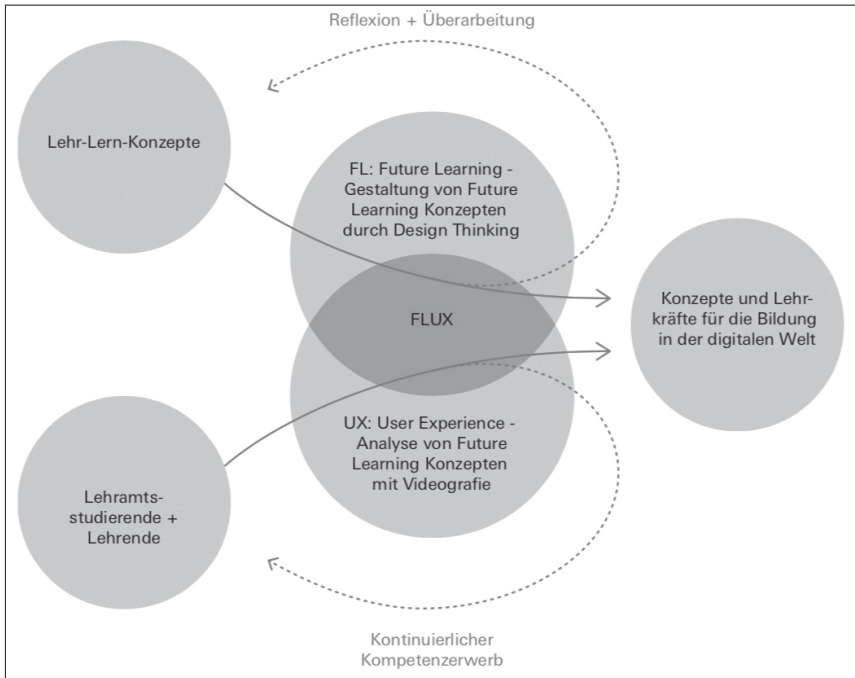 Reflexion + Überarbeitung
Lehr-Lern-Konzepte
FL: Future Learning -
Gestaltung von Future
Learning Konzepten
durch Design Thinking
FLUX
Konzepte und Lehr-
kräfte für die Bildung
in der digitalen Welt
UX: User Experience -
Analyse von Future
Learning Konzepten
mit Videografie
Lehramts-
studierende +
Lehrende
Kontinuierlicher
Kompetenzerwerb